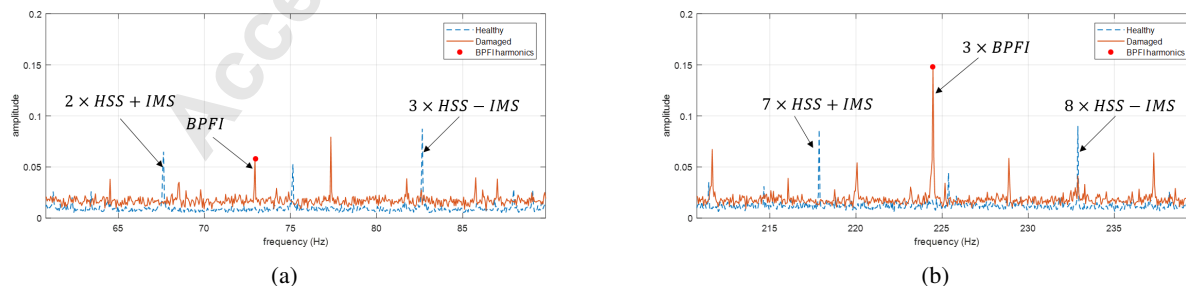 0.2
0.15
0.1
0.05
0
amplitude
65
70
75
80
85
frequency (Hz)
Healthy
Damaged
BPFI harmonics
2 × HSS + IMS
BPFI
3 × HSS − IMS
Acce
(a)
0.2
0.15
0.1
0.05
0
amplitude
215
220
225
230
235
frequency (Hz)
Healthy
Damaged
BPFI harmonics
3 × BPFI
7 × HSS + IMS
8 × HSS − IMS
(b)